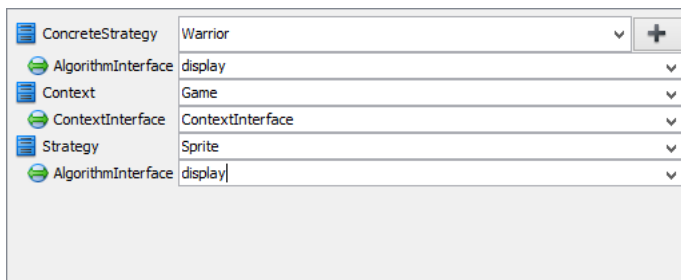 ConcreteStrategy Warrior
AlgorithmInterface display
Context Game
ContextInterface ContextInterface
Strategy Sprite
AlgorithmInterface display